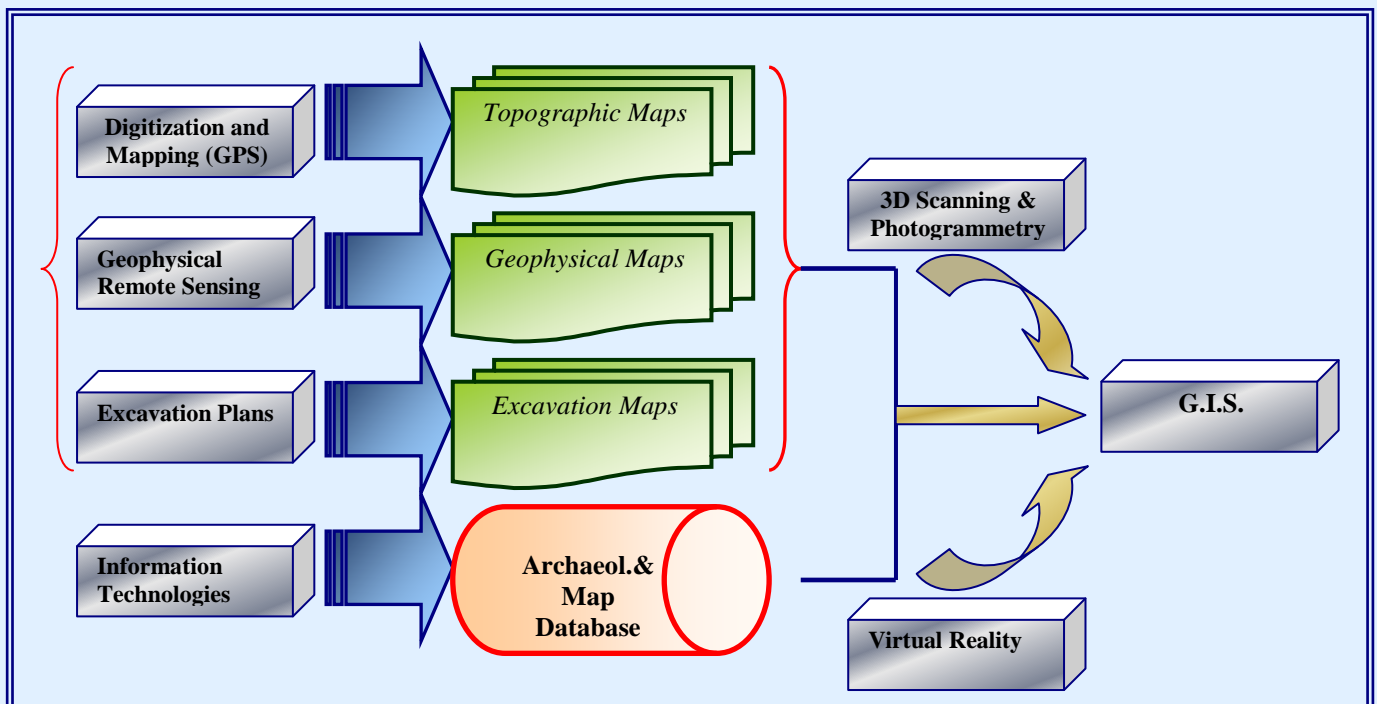 Digitization and
Mapping (GPS)
Topographic Maps
3D Scanning &
Photogrammetry
Geophysical
Remote Sensing
Geophysical Maps
G.I.S.
Excavation Plans
Excavation Maps
Information
Technologies
Archaeol.&
Map
Database
Virtual Reality